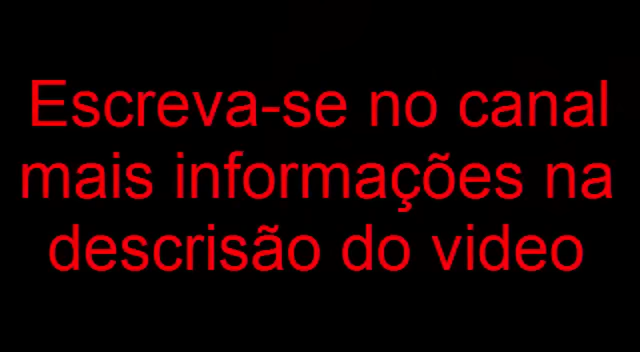 Escreva-se no canal
mais informações na
descrisão do video